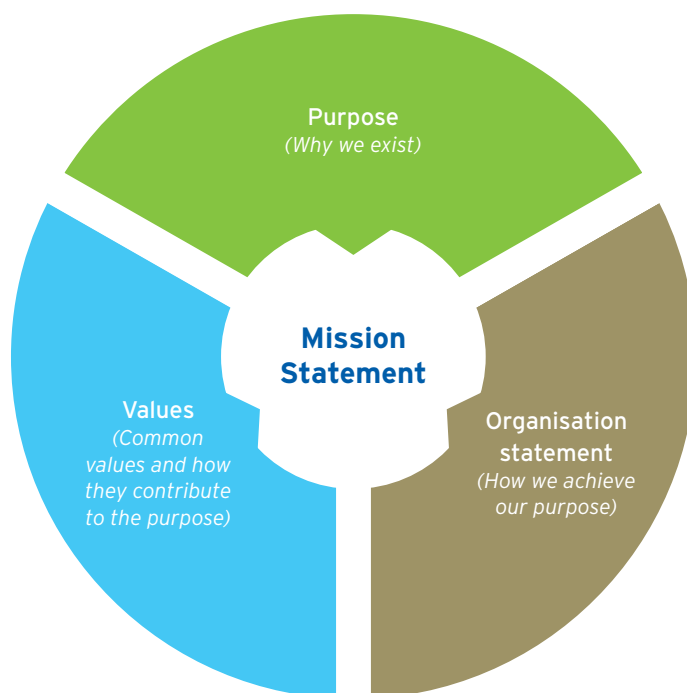 Purpose
(Why we exist)
Mission
Statement
Values
(Common
values and how
they contribute
to the purpose)
Organisation
statement
(How we achieve
our purpose)